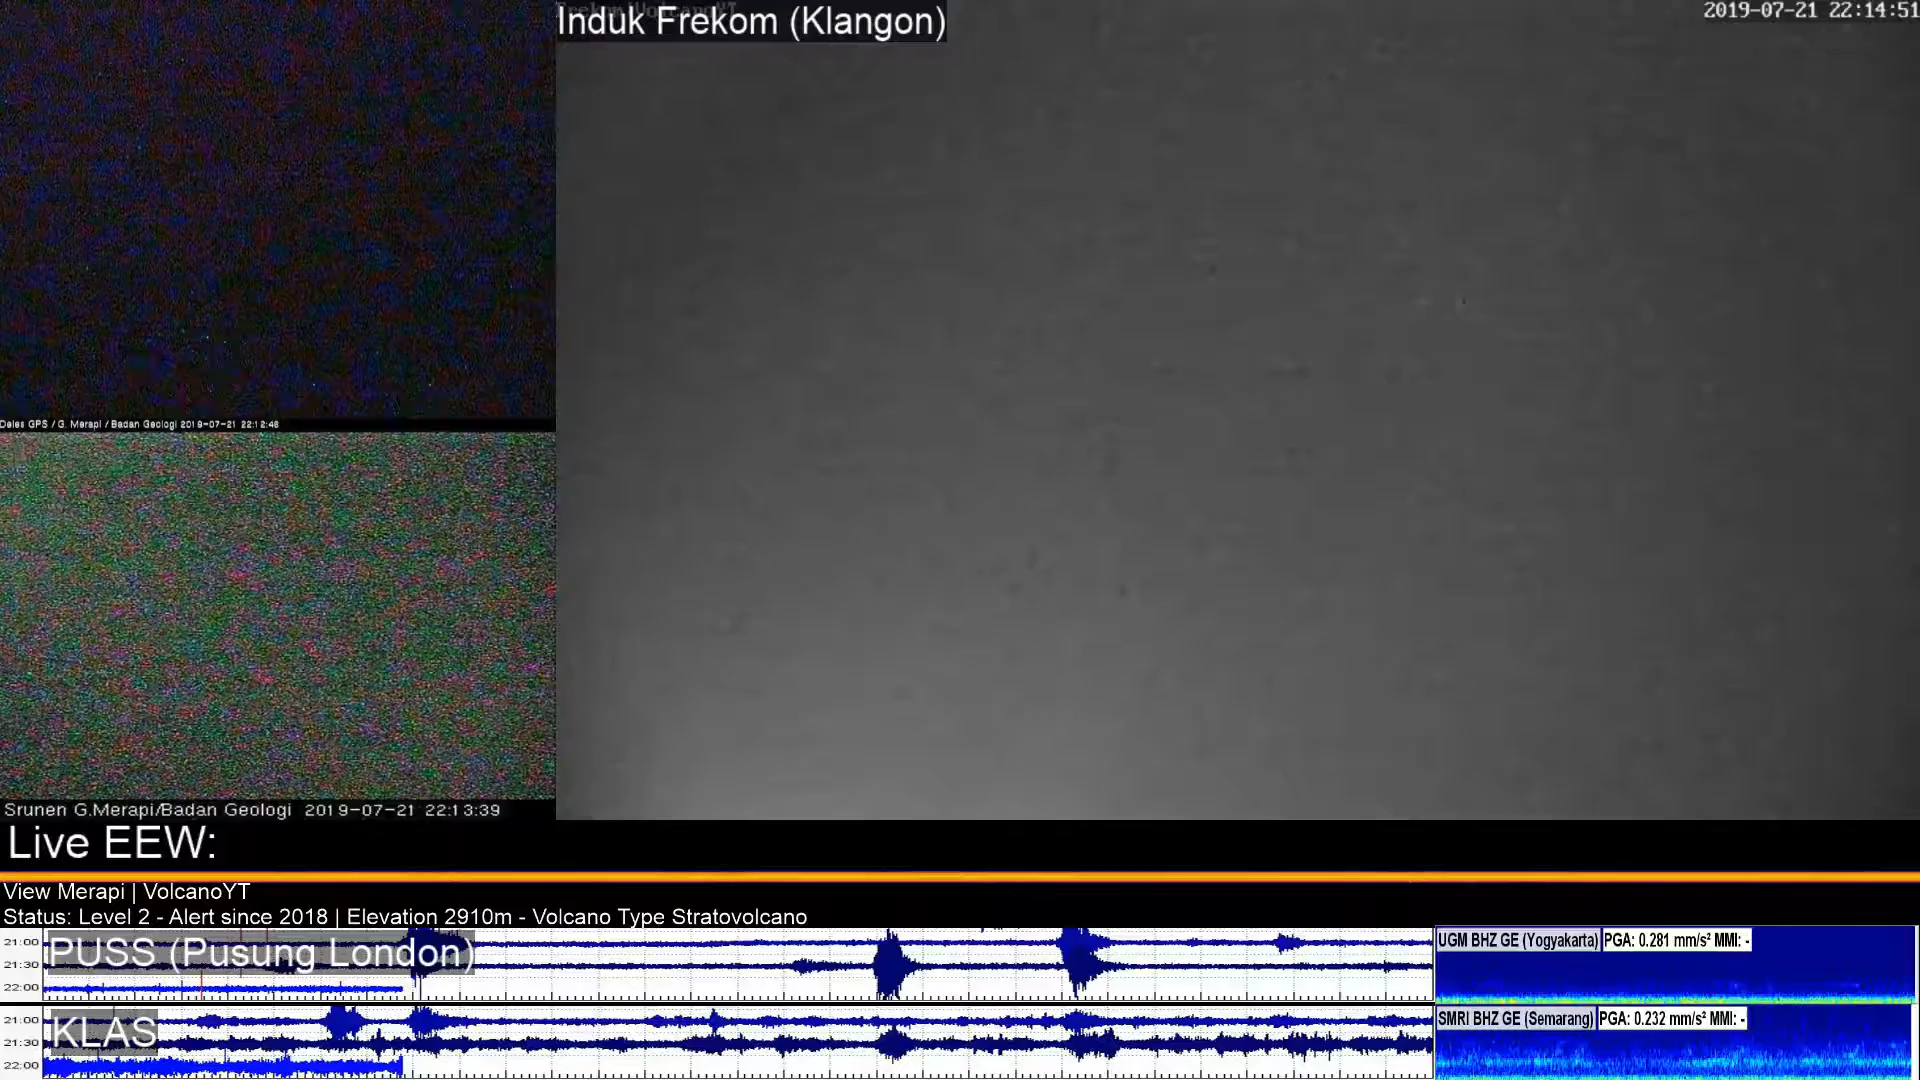 Induk Frekom (Klangon)
2019-07-21 22:14:51
Deles GPS / G. Merapi / Badan Geologi 2019-07-21 22:12:46
Srunen G.Merapi/Badan Geologi 2019-07-21 22:13:39
Live EEW:
View Merapi | VolcanoYT
Status: Level 2 - Alert since 2018 | Elevation 2910m - Volcano Type Stratovolcano
21:00
21:30
22:00
PUSS (Pusung London)
UGM BHZ GE (Yogyakarta) PGA: 0.281 mm/s² MMI: -
21:00
21:30
22:00
KLAS
SMRI BHZ GE (Semarang) PGA: 0.232 mm/s² MMI: -